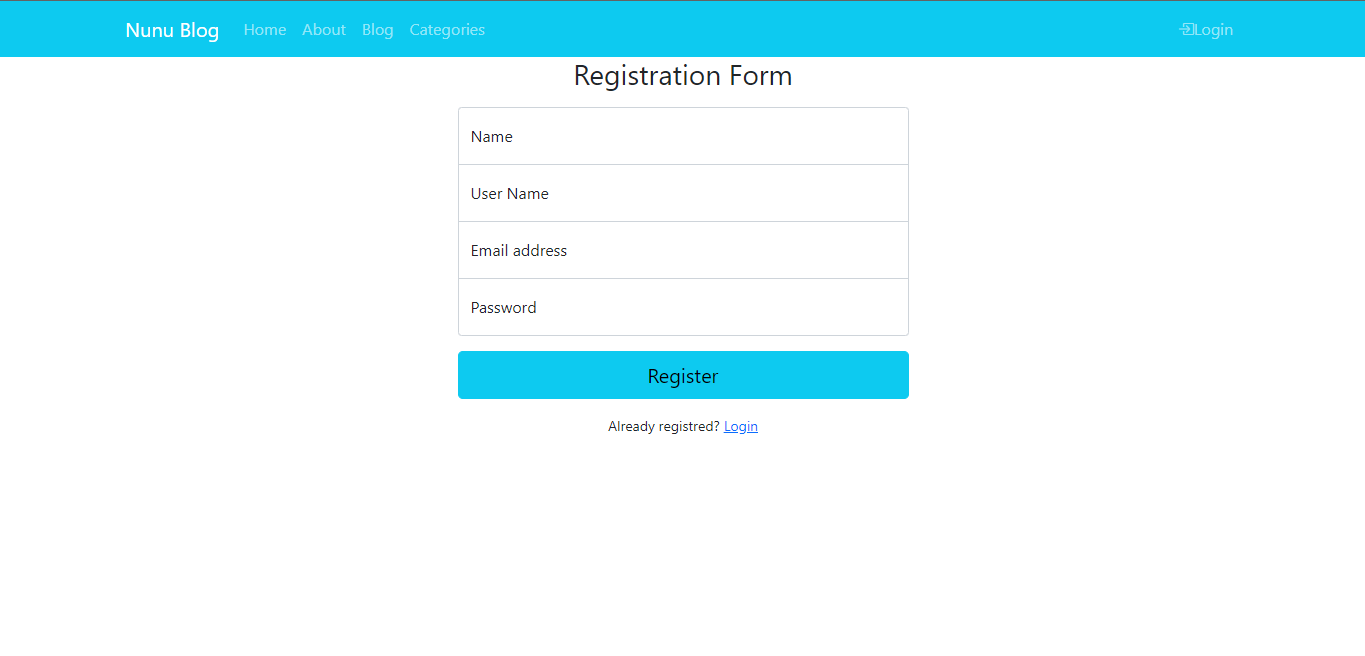 Nunu Blog Home About Blog Categories Login
Registration Form
Name
User Name
Email address
Password
Register
Already registred? Login